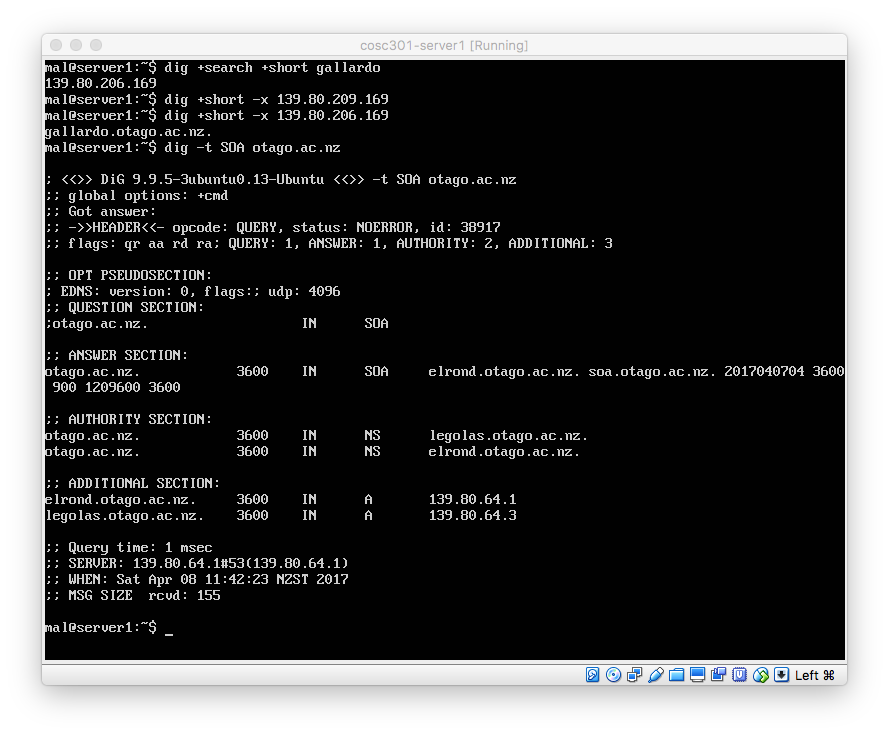 cosc301-server1 [Running]
mal@server1:~$ dig +search +short gallardo
139.80.206.169
mal@server1:~$ dig +short -x 139.80.209.169
mal@server1:~$ dig +short -x 139.80.206.169
gallardo.otago.ac.nz.
mal@server1:~$ dig -t SOA otago.ac.nz
; <<>> DiG 9.9.5-3ubuntu0.13-Ubuntu <<>> -t SOA otago.ac.nz
;; global options: +cmd
;; Got answer:
;; ->>HEADER<<- opcode: QUERY, status: NOERROR, id: 38917
;; flags: qr aa rd ra; QUERY: 1, ANSWER: 1, AUTHORITY: 2, ADDITIONAL: 3
;; OPT PSEUDOSECTION:
; EDNS: version: 0, flags:; udp: 4096
;; QUESTION SECTION:
;otago.ac.nz. IN SOA
;; ANSWER SECTION:
otago.ac.nz. 3600 IN SOA elrond.otago.ac.nz. soa.otago.ac.nz. 2017040704 3600
900 1209600 3600
;; AUTHORITY SECTION:
otago.ac.nz. 3600 IN NS legolas.otago.ac.nz.
otago.ac.nz. 3600 IN NS elrond.otago.ac.nz.
;; ADDITIONAL SECTION:
elrond.otago.ac.nz. 3600 IN A 139.80.64.1
legolas.otago.ac.nz. 3600 IN A 139.80.64.3
;; Query time: 1 msec
;; SERVER: 139.80.64.1#53(139.80.64.1)
;; WHEN: Sat Apr 08 11:42:23 NZST 2017
;; MSG SIZE rcvd: 155
mal@server1:~$ _
Left ⌘